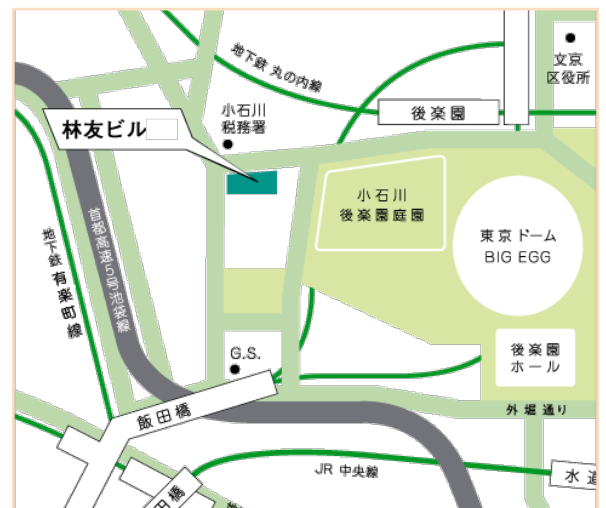 地下鉄 丸の内線
文京
区役所
小石川
税務署
後楽園
林友ビル
小石川
後楽園庭園
東京ドーム
BIG EGG
首都高速5号池袋線
地下鉄 有楽町線
G.S.
後楽園
ホール
飯田橋
外堀通り
JR 中央線
水道
田橋